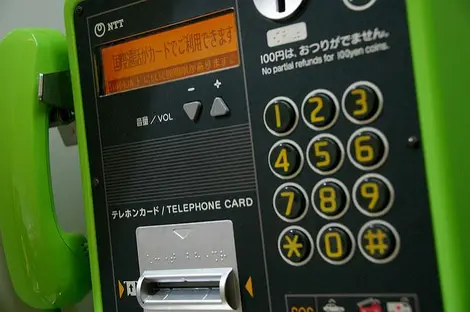 NTT
国際電話がカードでご利用できます
100円は、おつりがでません。
No partial refunds for 100yen coins.
− +
音量/VOL
1 2 3
4 5 6
7 8 9
* 0 #
テレホンカード/TELEPHONE CARD